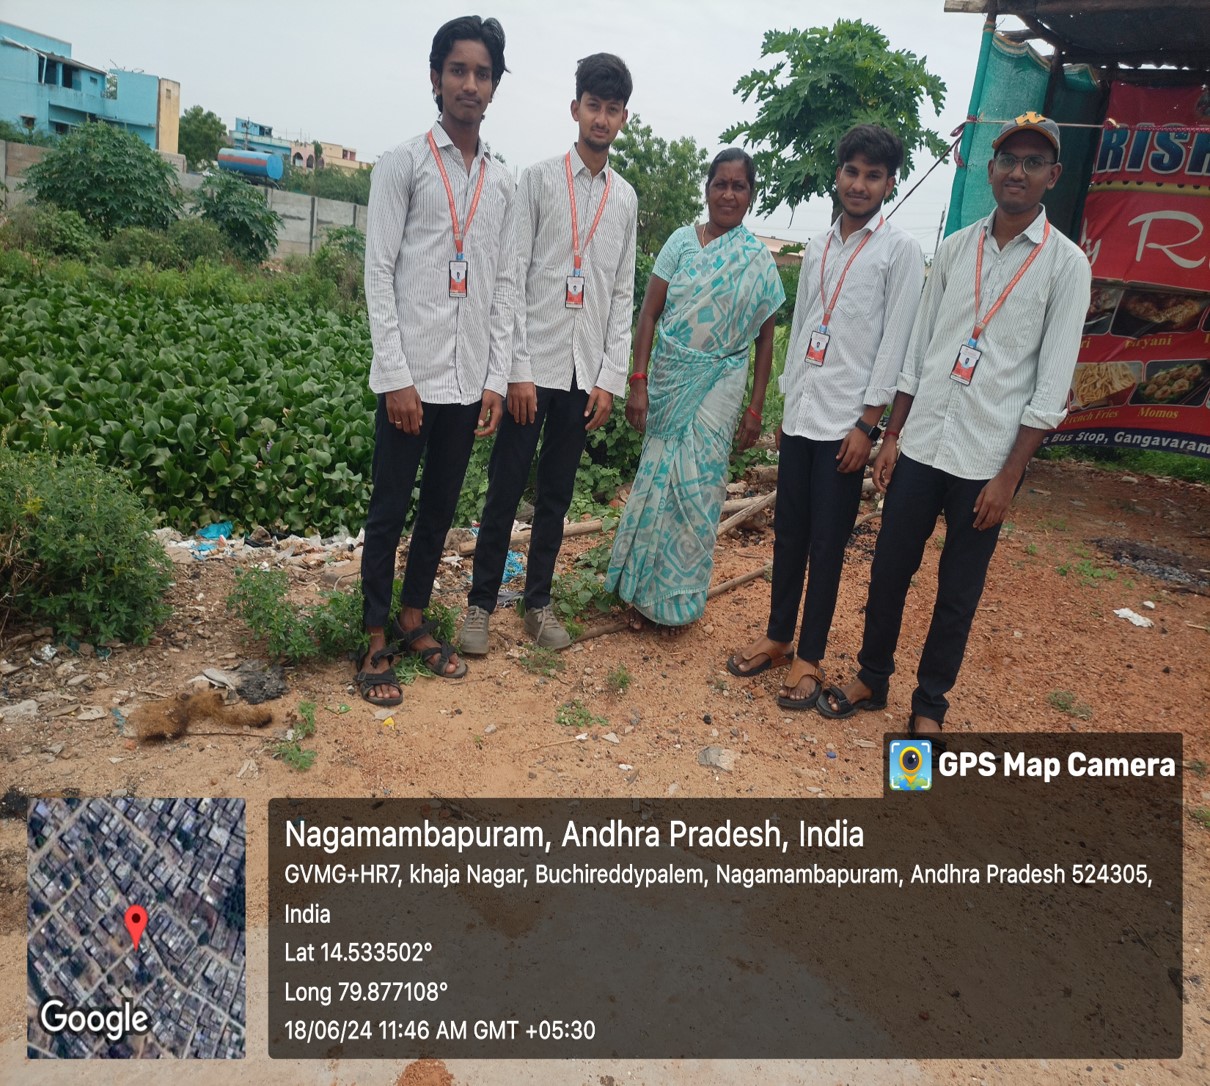 RISH
Ri
ryani
French Fries
Momos
e Bus Stop, Gangavaram
GPS Map Camera
Nagamambapuram, Andhra Pradesh, India
GVMG+HR7, khaja Nagar, Buchireddypalem, Nagamambapuram, Andhra Pradesh 524305,
India
Lat 14.533502°
Long 79.877108°
18/06/24 11:46 AM GMT +05:30
Google